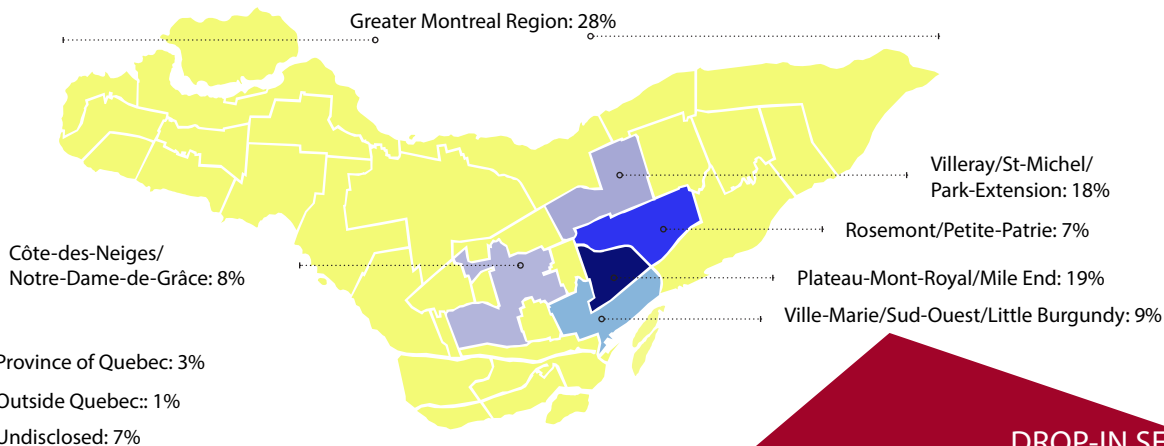 Greater Montreal Region: 28%
Villeray/St-Michel/
Park-Extension: 18%
Rosemont/Petite-Patrie: 7%
Côte-des-Neiges/
Notre-Dame-de-Grâce: 8%
Plateau-Mont-Royal/Mile End: 19%
Ville-Marie/Sud-Ouest/Little Burgundy: 9%
Province of Quebec: 3%
Outside Quebec:: 1%
Undisclosed: 7%
DROP-IN